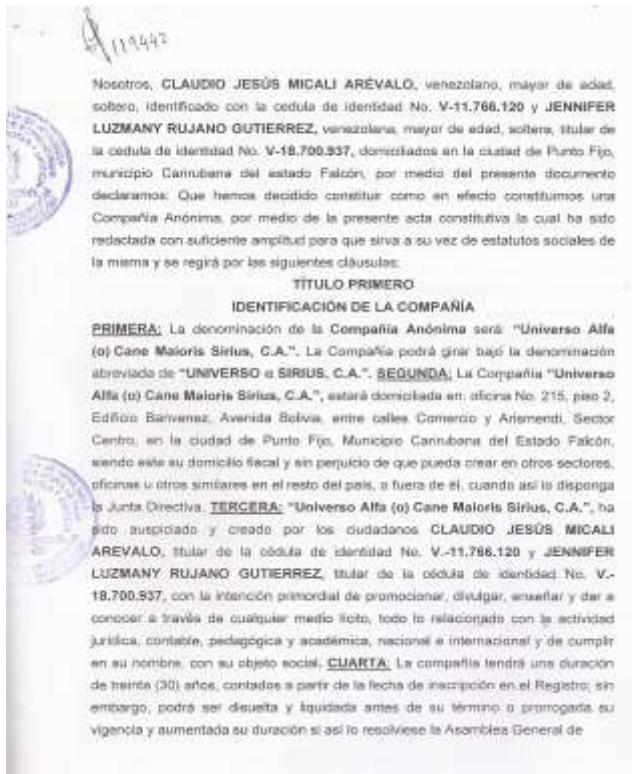 119442
Nosotros, CLAUDIO JESÚS MICALI ARÉVALO, venezolano, mayor de edad,
soltero, identificado con la cedula de identidad No. V-11.766.120 y JENNIFER
LUZMANY RUJANO GUTIERREZ, venezolana, mayor de edad, soltera, titular de
la cedula de identidad No. V-18.700.937, domiciliados en la ciudad de Punto Fijo,
municipio Carirubana del estado Falcón, por medio del presente documento
declaramos: Que hemos decidido constituir como en efecto constituimos una
Compañía Anónima, por medio de la presente acta constitutiva la cual ha sido
redactada con suficiente amplitud para que sirva a su vez de estatutos sociales de
la misma y se regirá por las siguientes cláusulas:
TÍTULO PRIMERO
IDENTIFICACIÓN DE LA COMPAÑÍA
PRIMERA: La denominación de la Compañía Anónima será: "Universo Alfa
(α) Cane Maioris Sirius, C.A.". La Compañía podrá girar bajo la denominación
abreviada de "UNIVERSO α SIRIUS, C.A.". SEGUNDA: La Compañía "Universo
Alfa (α) Cane Maioris Sirius, C.A.", estará domiciliada en: oficina No. 215, piso 2,
Edificio Banvenez, Avenida Bolivia, entre calles Comercio y Arismendi, Sector
Centro, en la ciudad de Punto Fijo, Municipio Carirubana del Estado Falcón,
siendo este su domicilio fiscal y sin perjuicio de que pueda crear en otros sectores,
oficinas u otros similares en el resto del país, o fuera de él, cuando así lo disponga
la Junta Directiva. TERCERA: "Universo Alfa (α) Cane Maioris Sirius, C.A.", ha
sido auspiciado y creado por los ciudadanos CLAUDIO JESÚS MICALI
AREVALO, titular de la cédula de identidad No. V.-11.766.120 y JENNIFER
LUZMANY RUJANO GUTIERREZ, titular de la cédula de identidad No. V.-
18.700.937, con la intención primordial de promocionar, divulgar, enseñar y dar a
conocer a través de cualquier medio lícito, todo lo relacionado con la actividad
jurídica, contable, pedagógica y académica, nacional e internacional y de cumplir
en su nombre, con su objeto social. CUARTA: La compañía tendrá una duración
de treinta (30) años, contados a partir de la fecha de inscripción en el Registro; sin
embargo, podrá ser disuelta y liquidada antes de su término o prorrogada su
vigencia y aumentada su duración si así lo resolviese la Asamblea General de